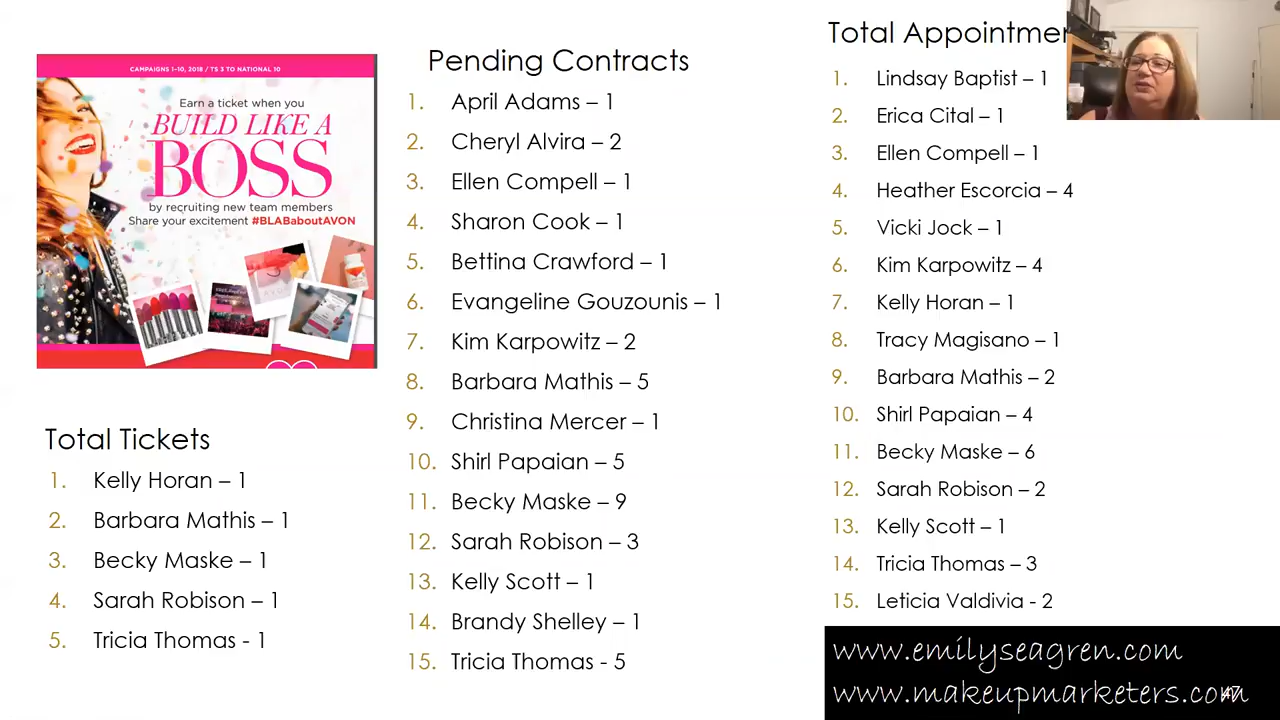 CAMPAIGNS 1-10, 2018 / TS 3 TO NATIONAL 10
Earn a ticket when you
BUILD LIKE A
BOSS
by recruiting new team members
Share your excitement #BLABaboutAVON
Total Tickets
1. Kelly Horan – 1
2. Barbara Mathis – 1
3. Becky Maske – 1
4. Sarah Robison – 1
5. Tricia Thomas - 1
Pending Contracts
1. April Adams – 1
2. Cheryl Alvira – 2
3. Ellen Compell – 1
4. Sharon Cook – 1
5. Bettina Crawford – 1
6. Evangeline Gouzounis – 1
7. Kim Karpowitz – 2
8. Barbara Mathis – 5
9. Christina Mercer – 1
10. Shirl Papaian – 5
11. Becky Maske – 9
12. Sarah Robison – 3
13. Kelly Scott – 1
14. Brandy Shelley – 1
15. Tricia Thomas - 5
Total Appointmen
1. Lindsay Baptist – 1
2. Erica Cital – 1
3. Ellen Compell – 1
4. Heather Escorcia – 4
5. Vicki Jock – 1
6. Kim Karpowitz – 4
7. Kelly Horan – 1
8. Tracy Magisano – 1
9. Barbara Mathis – 2
10. Shirl Papaian – 4
11. Becky Maske – 6
12. Sarah Robison – 2
13. Kelly Scott – 1
14. Tricia Thomas – 3
15. Leticia Valdivia - 2
www.emilyseagren.com
www.makeupmarketers.com
47